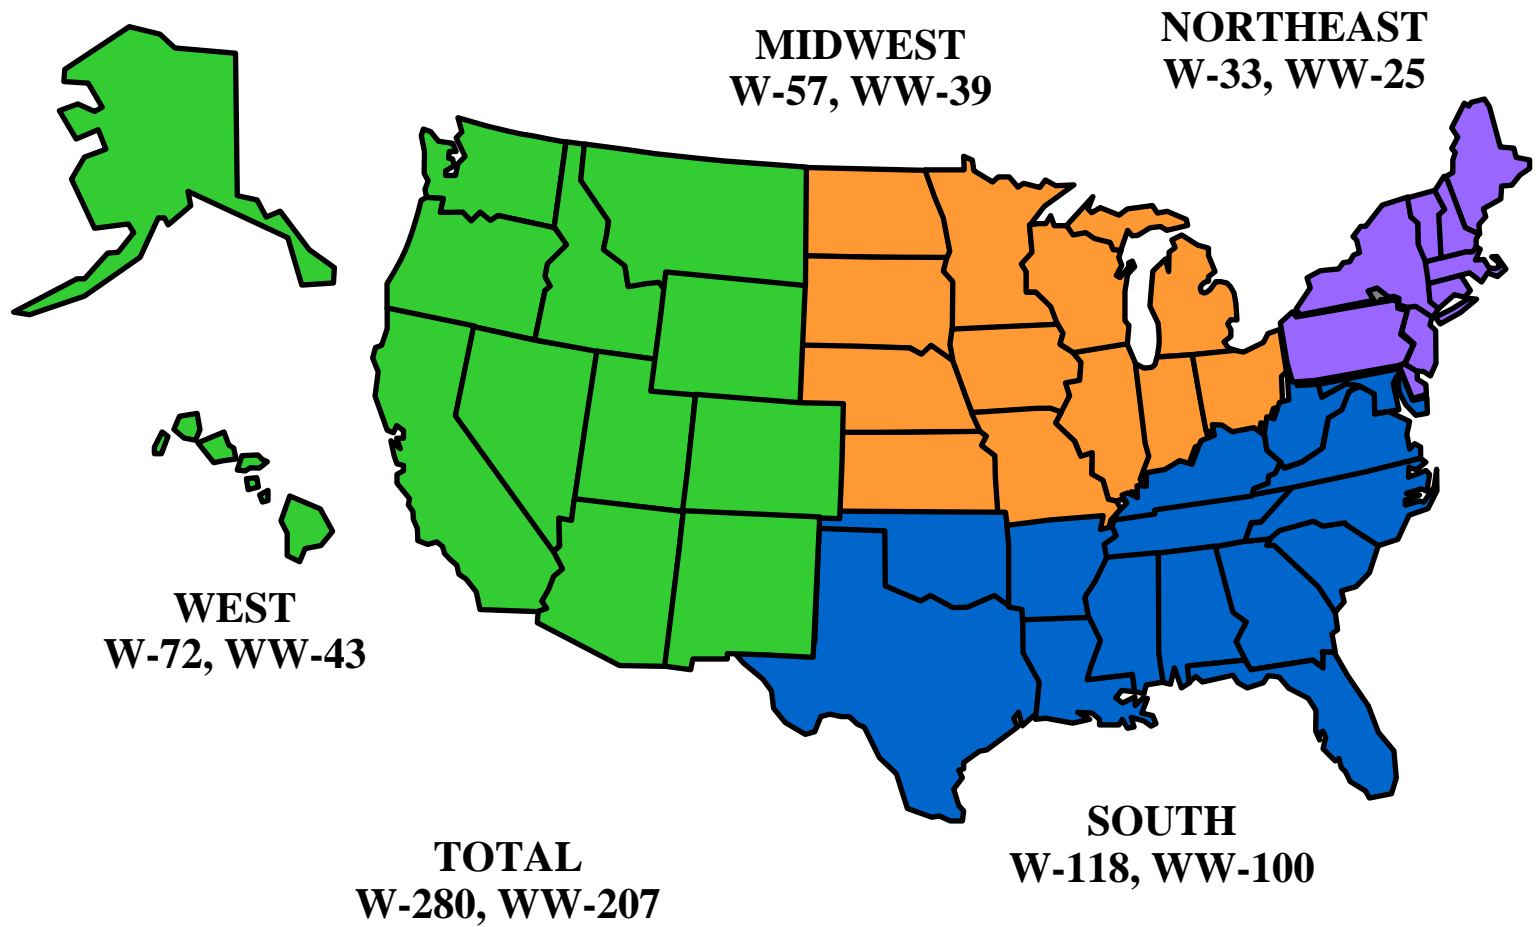 NORTHEAST
W-33, WW-25
MIDWEST
W-57, WW-39
WEST
W-72, WW-43
SOUTH
W-118, WW-100
TOTAL
W-280, WW-207